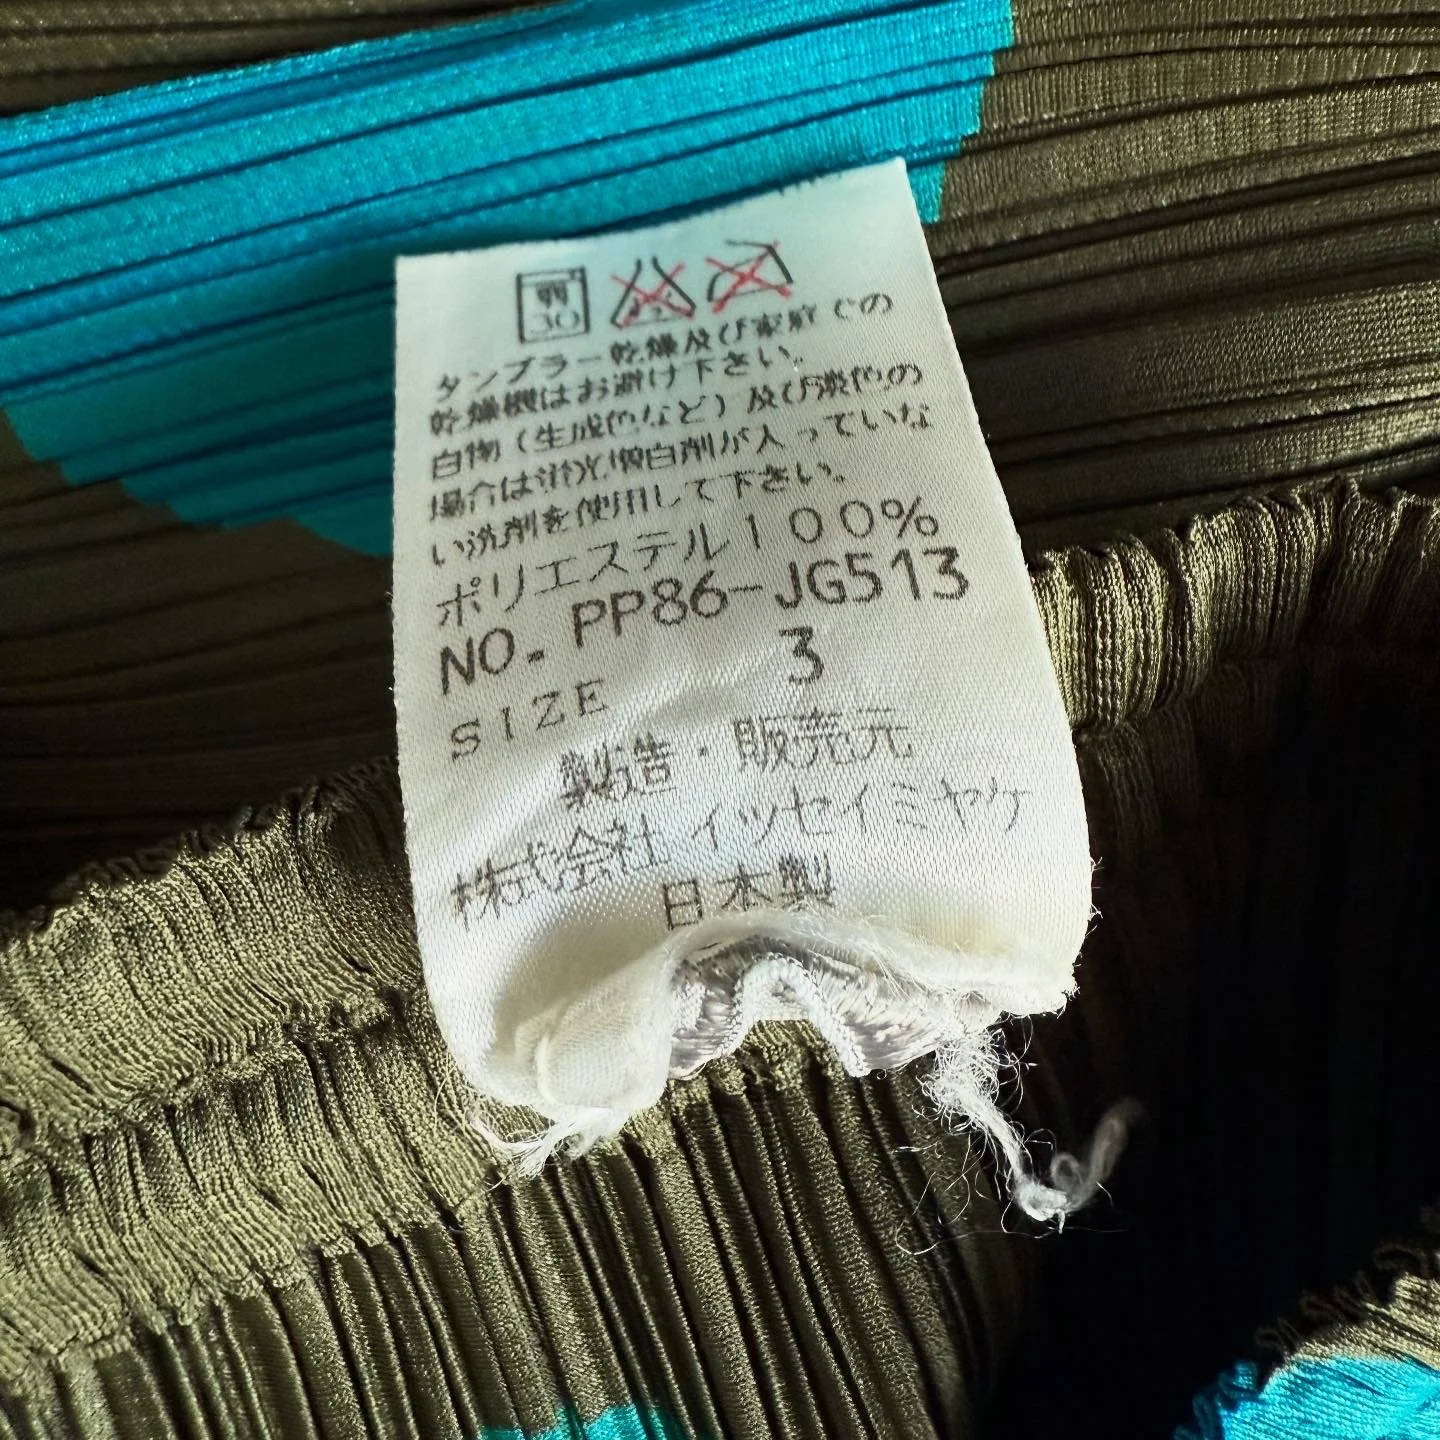 弱
30
タンブラー乾燥及び家庭での
乾燥機はお避け下さい。
白物(生成色など)及び淡色の
場合は蛍光増白剤が入っていな
い洗剤を使用して下さい。
ポリエステル100%
NO. PP86-JG513
SIZE 3
製造・販売元
株式会社 イッセイミヤケ
日本製